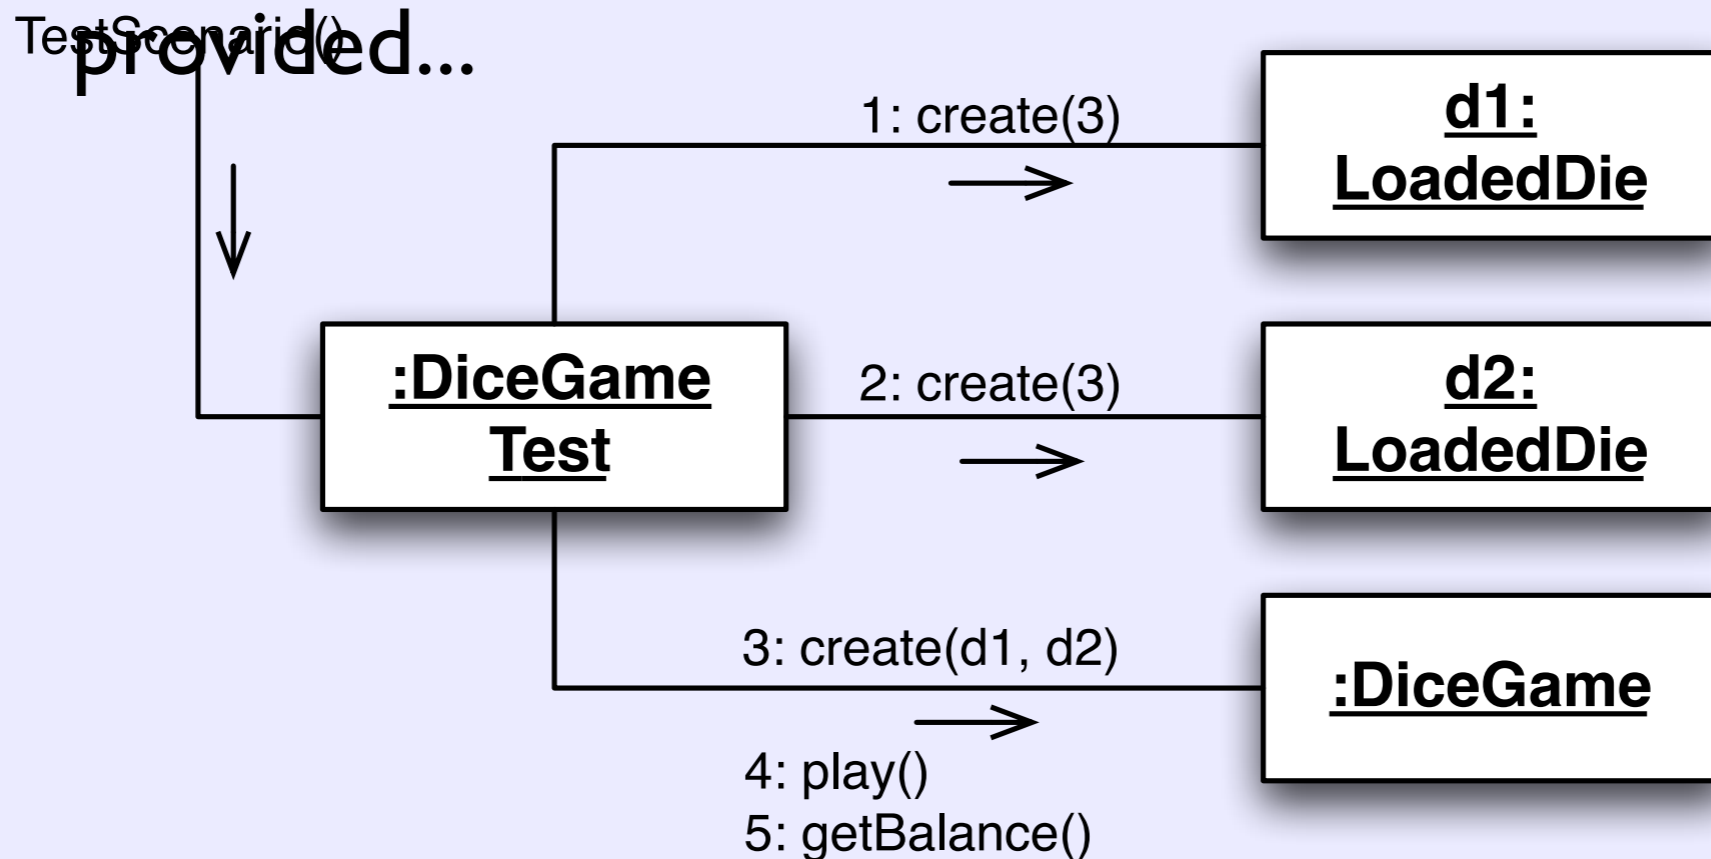 TestScenario()
provided...
1: create(3)
d1:
LoadedDie
:DiceGame
Test
2: create(3)
d2:
LoadedDie
3: create(d1, d2)
:DiceGame
4: play()
5: getBalance()